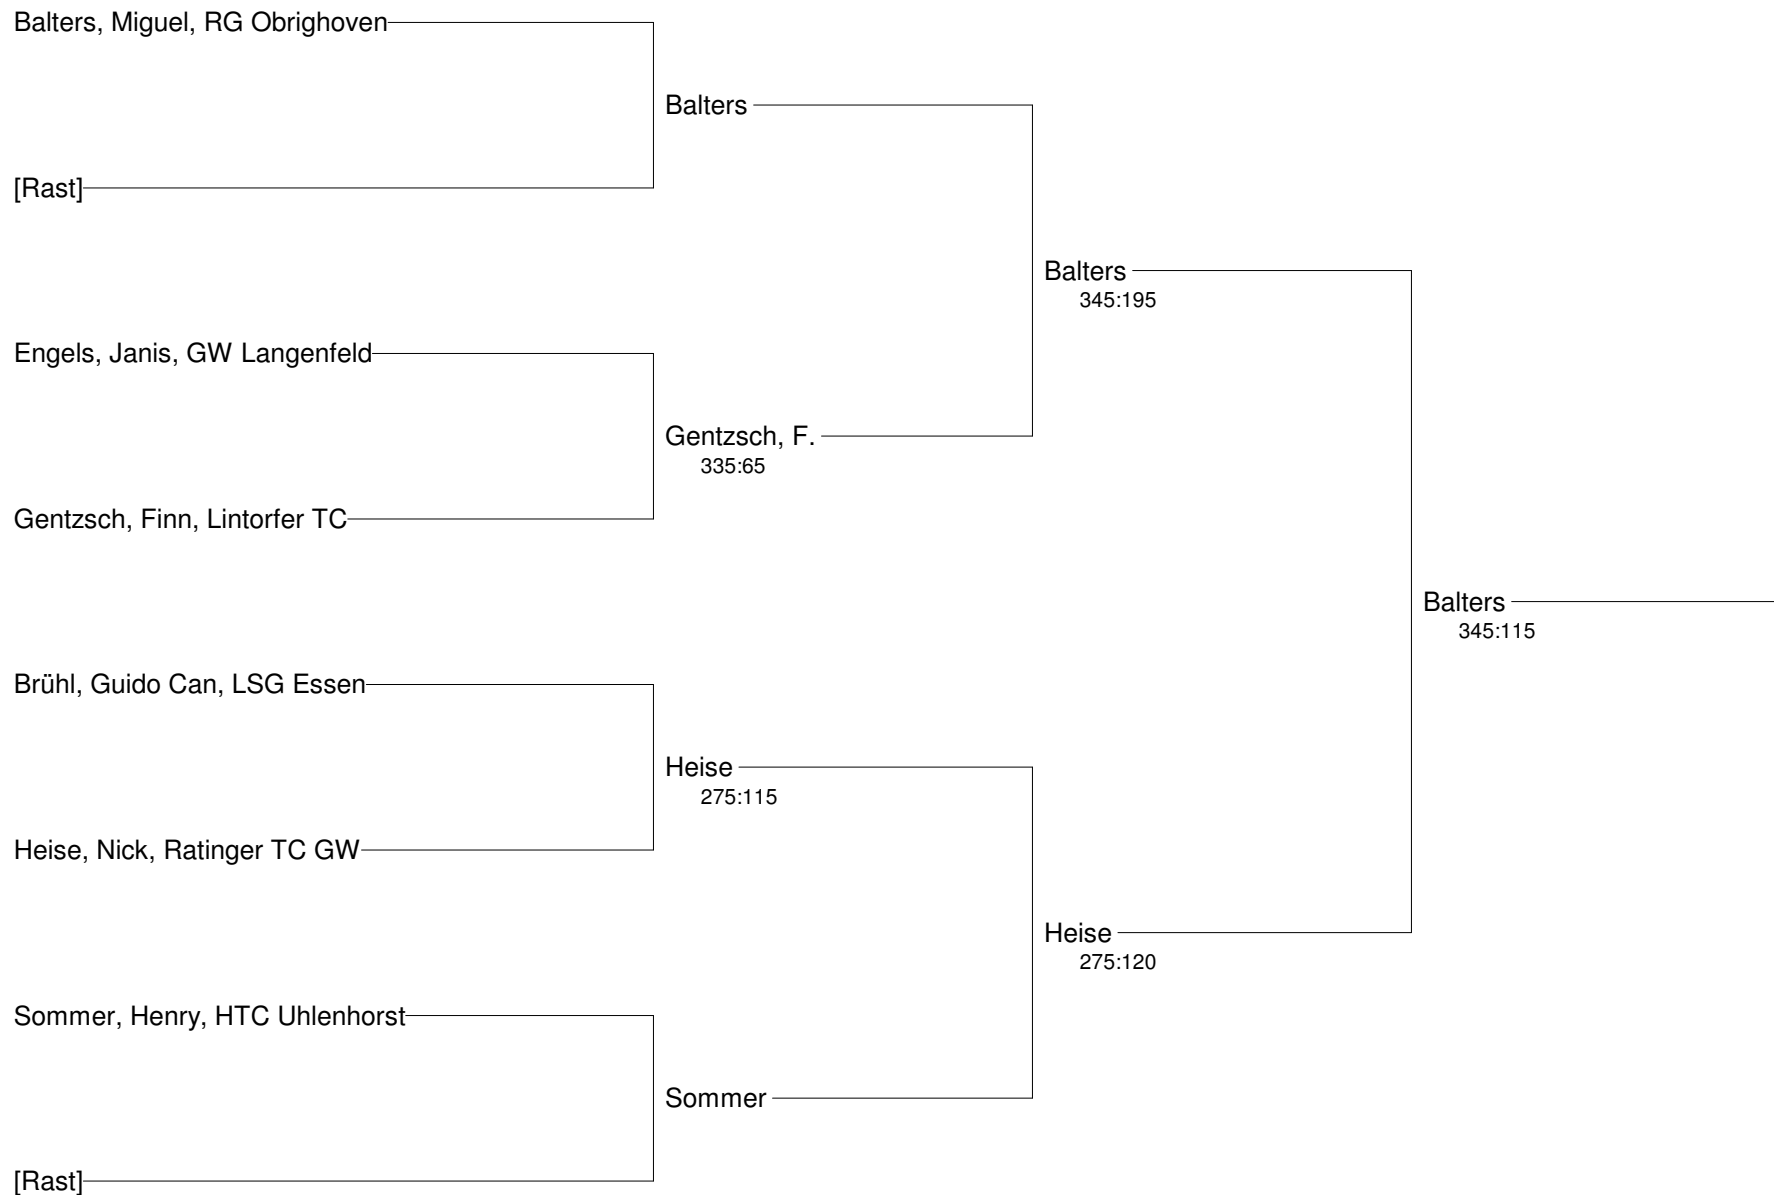 Balters, Miguel, RG Obrighoven
Balters
[Rast]
Balters
345:195
Engels, Janis, GW Langenfeld
Gentzsch, F.
335:65
Gentzsch, Finn, Lintorfer TC
Balters
345:115
Brühl, Guido Can, LSG Essen
Heise
275:115
Heise, Nick, Ratinger TC GW
Heise
275:120
Sommer, Henry, HTC Uhlenhorst
Sommer
[Rast]